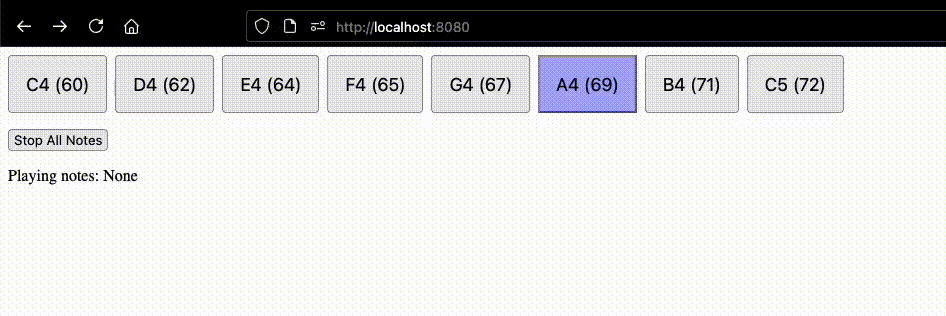 http://localhost:8080
C4 (60) D4 (62) E4 (64) F4 (65) G4 (67) A4 (69) B4 (71) C5 (72)
Stop All Notes
Playing notes: None